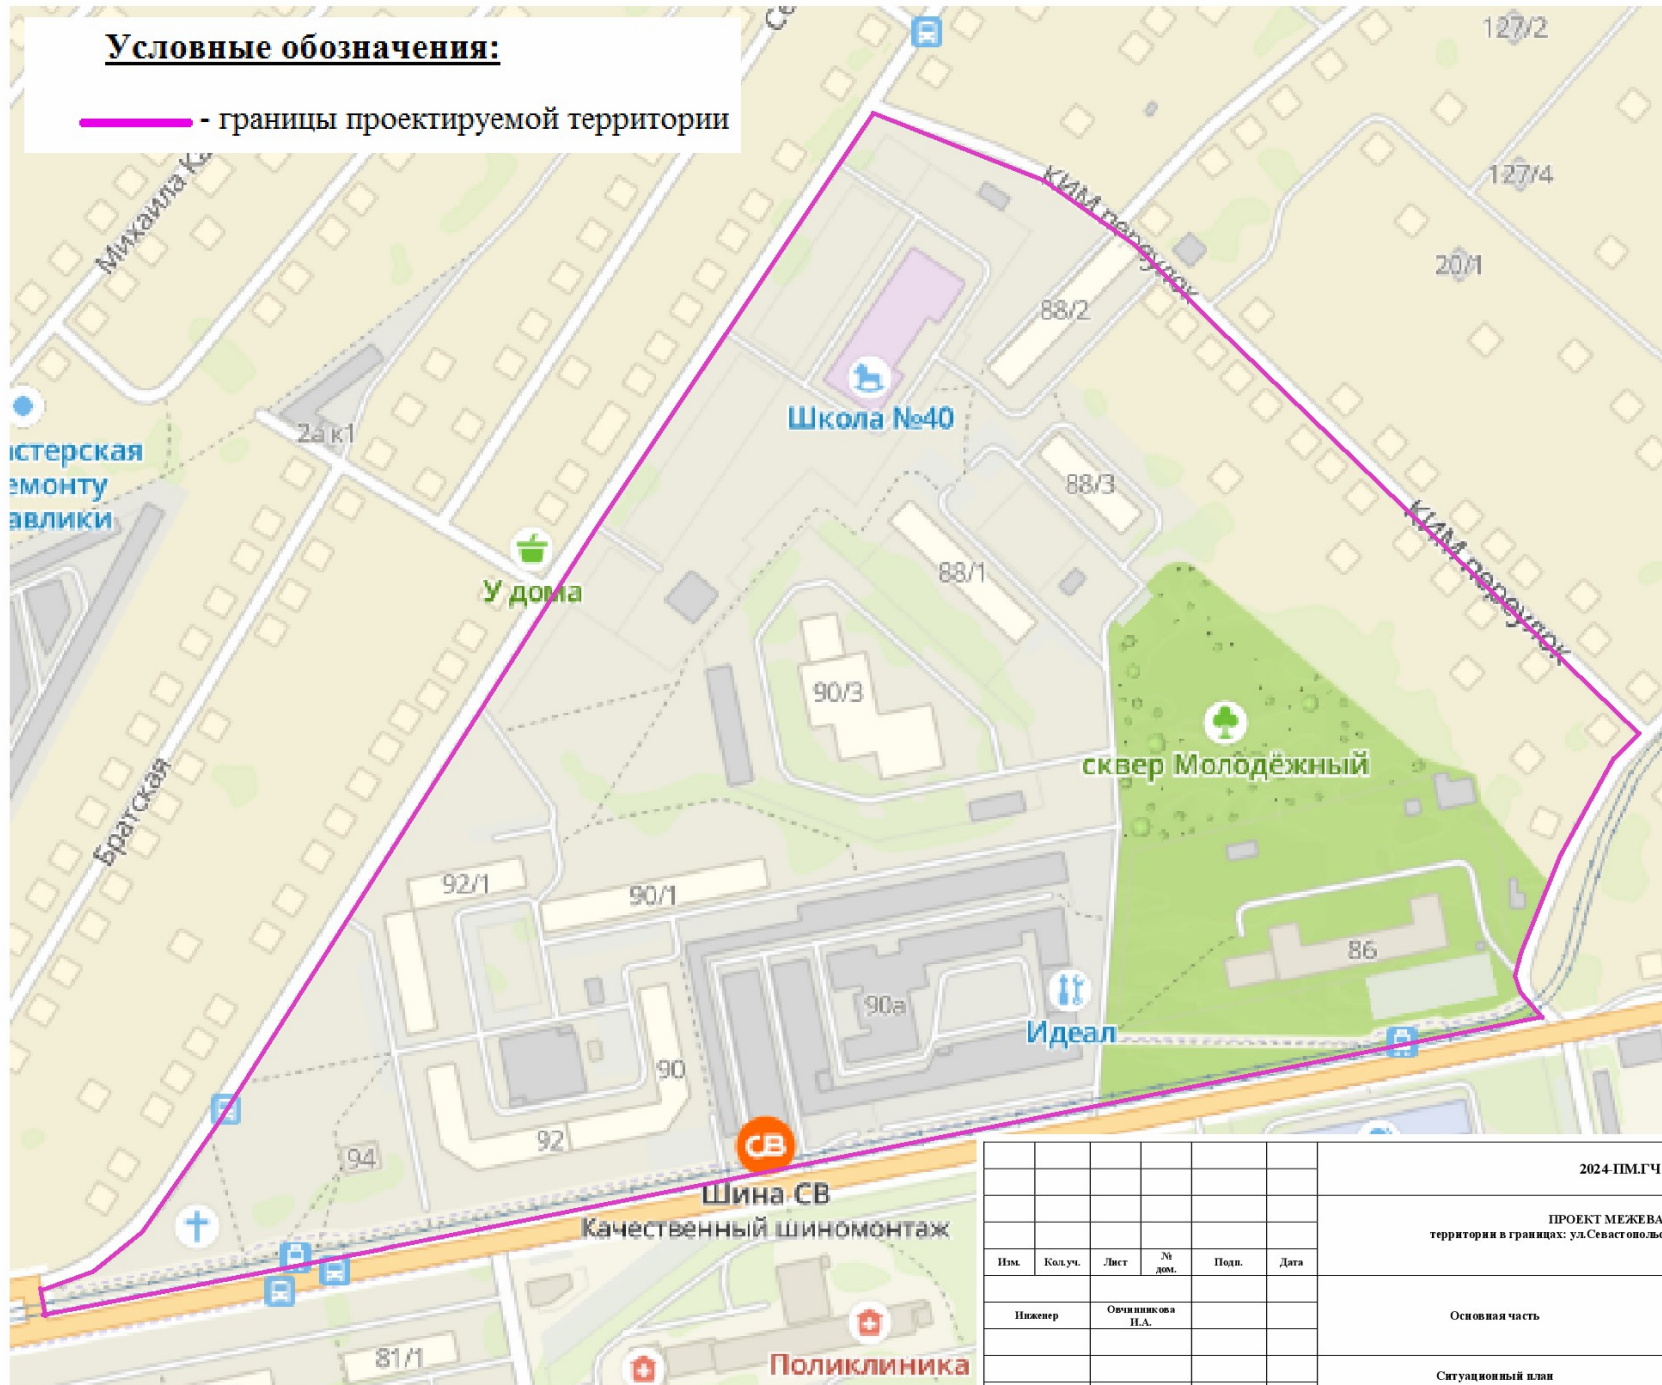 Условные обозначения:
- границы проектируемой территории
127/2
Михаила
КИМ переулок
127/4
20/1
88/2
Школа №40
2а к1
астерская
емонту
авлики
88/3
КИМ переулок
У дома
88/1
90/3
сквер Молодёжный
Братская
92/1
90/1
86
90а
Идеал
90
92
94
СВ
Шина СВ
Качественный шиномонтаж
Поликлиника
81/1
2024-ПМ.ГЧ
ПРОЕКТ МЕЖЕВА
территории в границах: ул.Севастопольс
Изм. Кол.уч. Лист № дом. Подп. Дата
Инженер Овчинникова И.А.
Основная часть
Ситуационный план